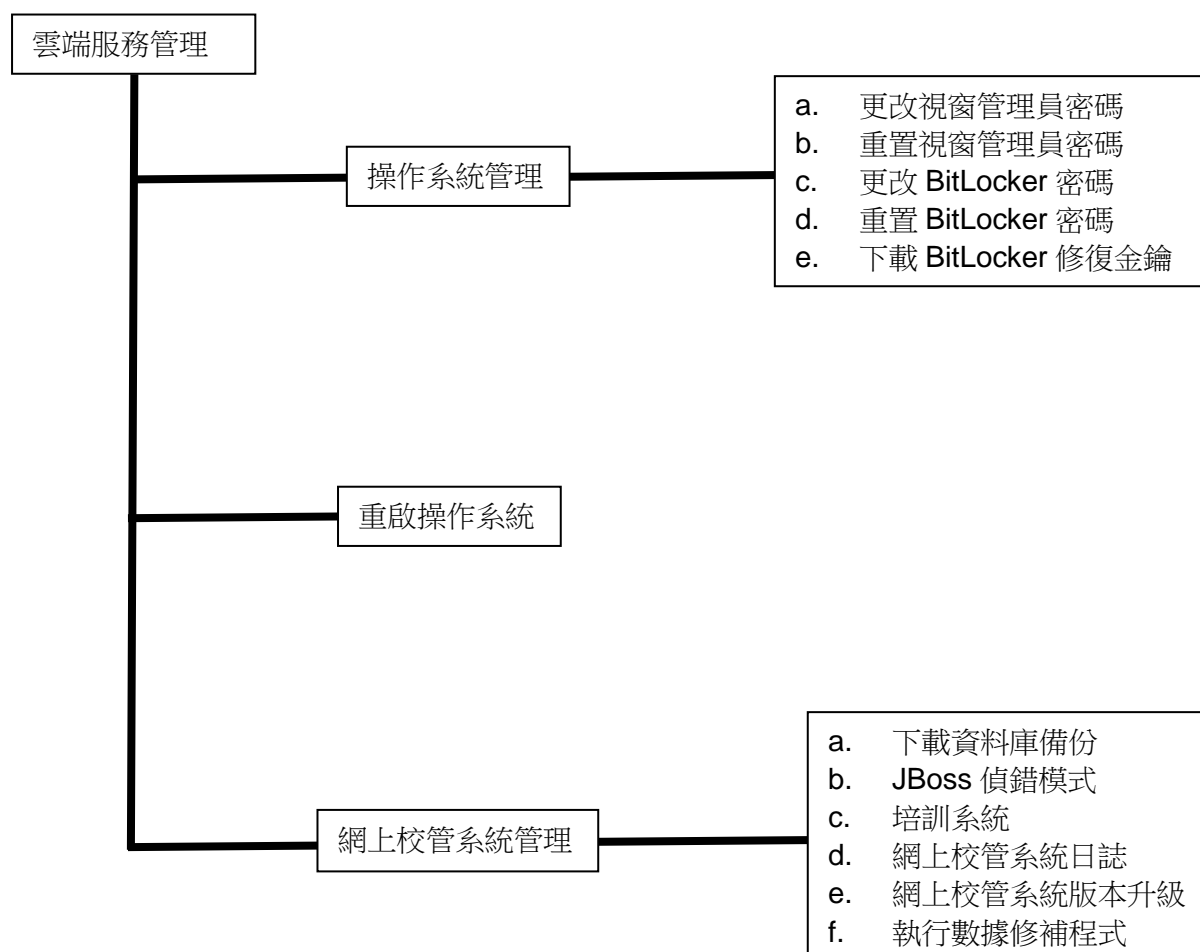 雲端服務管理
操作系統管理
a. 更改視窗管理員密碼
b. 重置視窗管理員密碼
c. 更改 BitLocker 密碼
d. 重置 BitLocker 密碼
e. 下載 BitLocker 修復金鑰
重啟操作系統
網上校管系統管理
a. 下載資料庫備份
b. JBoss 偵錯模式
c. 培訓系統
d. 網上校管系統日誌
e. 網上校管系統版本升級
f. 執行數據修補程式